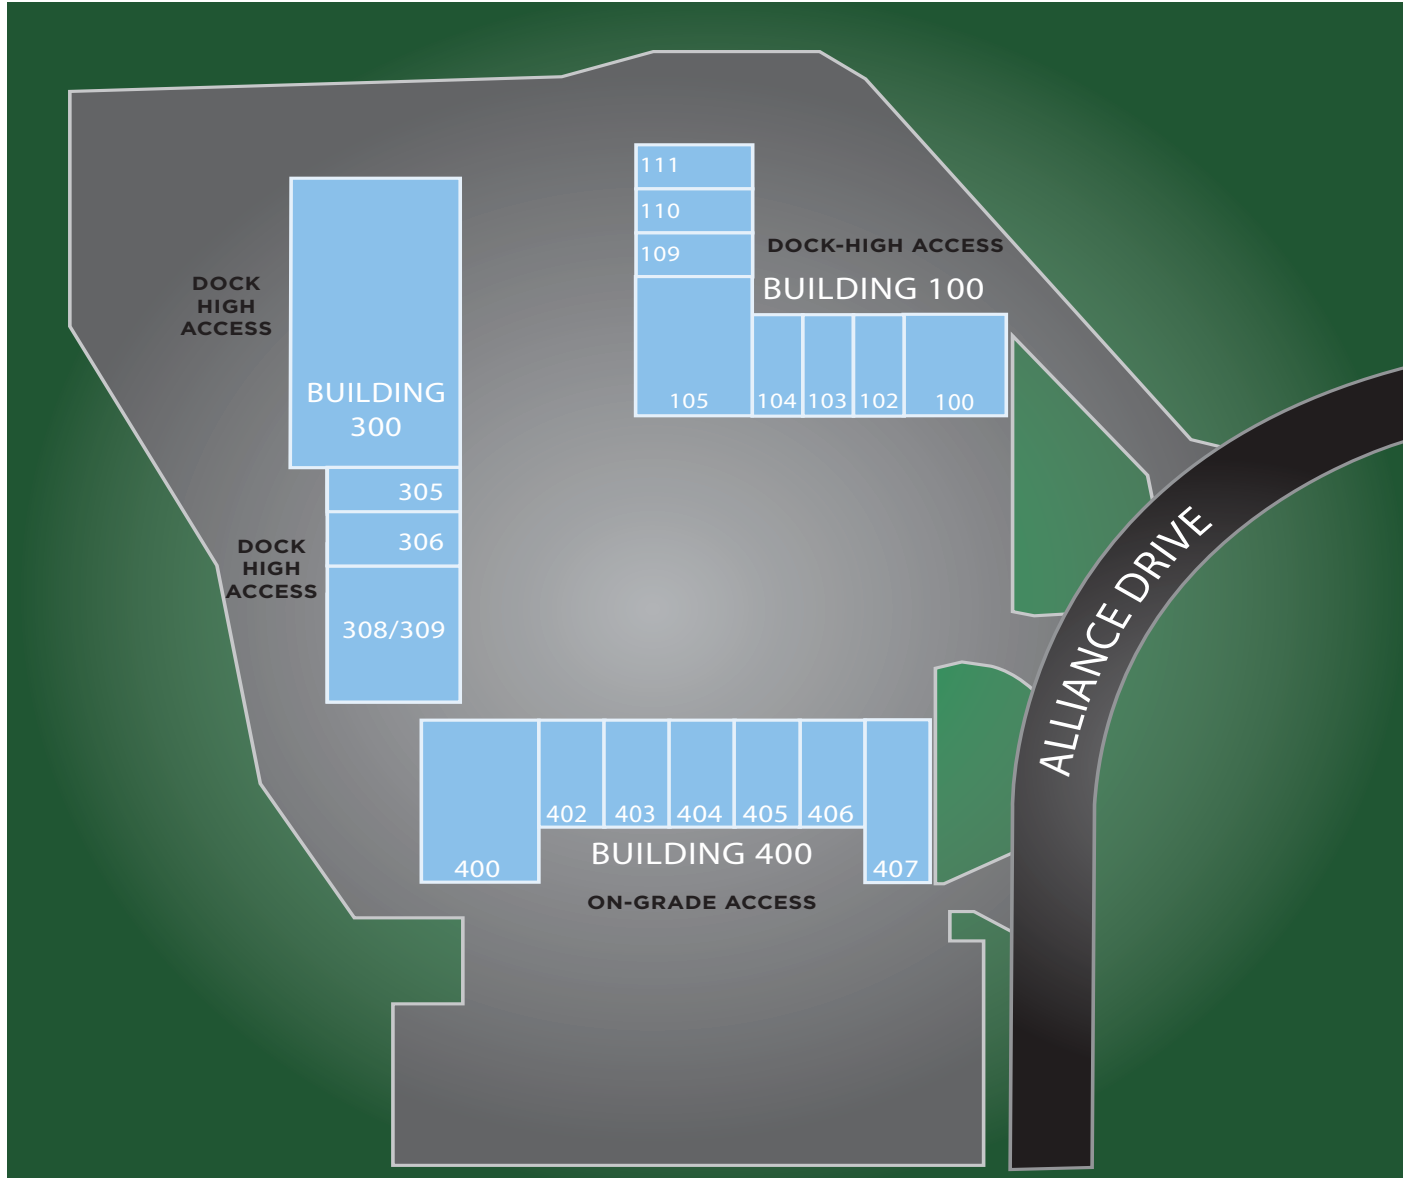 111
110
109
DOCK-HIGH ACCESS
BUILDING 100
105
104
103
102
100
DOCK
HIGH
ACCESS
BUILDING
300
305
306
308/309
DOCK
HIGH
ACCESS
ALLIANCE DRIVE
400
402
403
404
405
406
407
BUILDING 400
ON-GRADE ACCESS